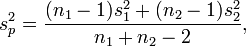 s_p^2 = \frac{(n_1 - 1)s_1^2 + (n_2 - 1)s_2^2}{n_1 + n_2 - 2},